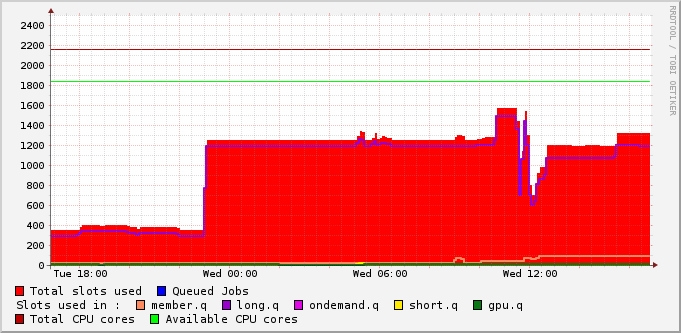 RRDTOOL / TOBI OETIKER
2400
2200
2000
1800
1600
1400
1200
1000
800
600
400
200
0
Tue 18:00 Wed 00:00 Wed 06:00 Wed 12:00
Total slots used Queued Jobs
Slots used in : member.q long.q ondemand.q short.q gpu.q
Total CPU cores Available CPU cores